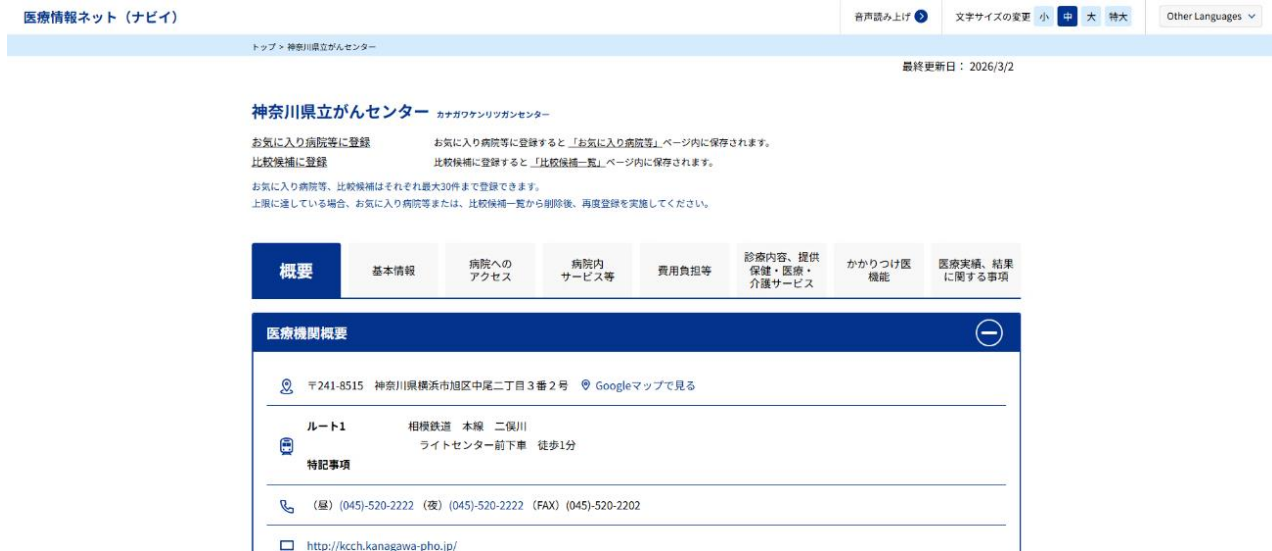 医療情報ネット（ナビイ）
音声読み上げ
文字サイズの変更 小 中 大 特大
Other Languages
トップ > 神奈川県立がんセンター
最終更新日： 2026/3/2
神奈川県立がんセンター カナガワケンリツガンセンター
お気に入り病院等に登録 お気に入り病院等に登録すると「お気に入り病院等」ページ内に保存されます。
比較候補に登録 比較候補に登録すると「比較候補一覧」ページ内に保存されます。
お気に入り病院等、比較候補はそれぞれ最大30件まで登録できます。
上限に達している場合、お気に入り病院等または、比較候補一覧から削除後、再度登録を実施してください。
概要
基本情報
病院への
アクセス
病院内
サービス等
費用負担等
診療内容、提供
保健・医療・
介護サービス
かかりつけ医
機能
医療実績、結果
に関する事項
医療機関概要
〒241-8515 神奈川県横浜市旭区中尾二丁目３番２号 Googleマップで見る
ルート1 相模鉄道 本線 二俣川
ライトセンター前下車 徒歩1分
特記事項
（昼）(045)-520-2222 （夜）(045)-520-2222 （FAX）(045)-520-2202
http://kcch.kanagawa-pho.jp/